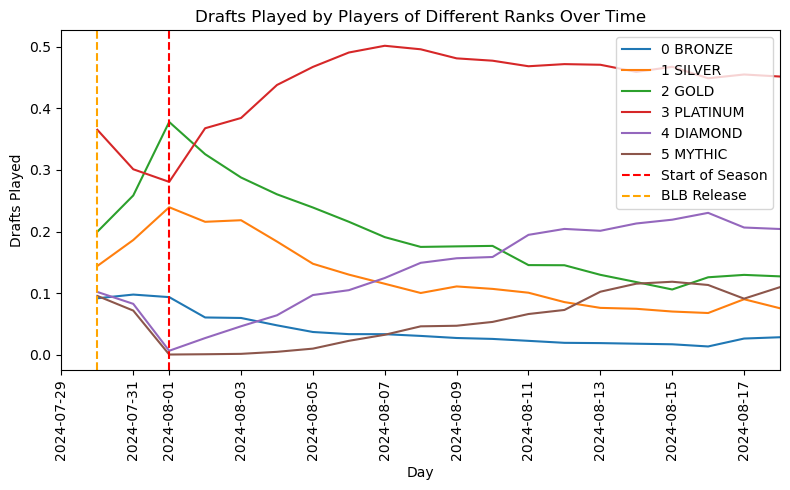 Drafts Played by Players of Different Ranks Over Time
0.5
0.4
0.3
0.2
0.1
0.0
Drafts Played
0 BRONZE
1 SILVER
2 GOLD
3 PLATINUM
4 DIAMOND
5 MYTHIC
Start of Season
BLB Release
2024-07-29
2024-07-31
2024-08-01
2024-08-03
2024-08-05
2024-08-07
2024-08-09
2024-08-11
2024-08-13
2024-08-15
2024-08-17
Day